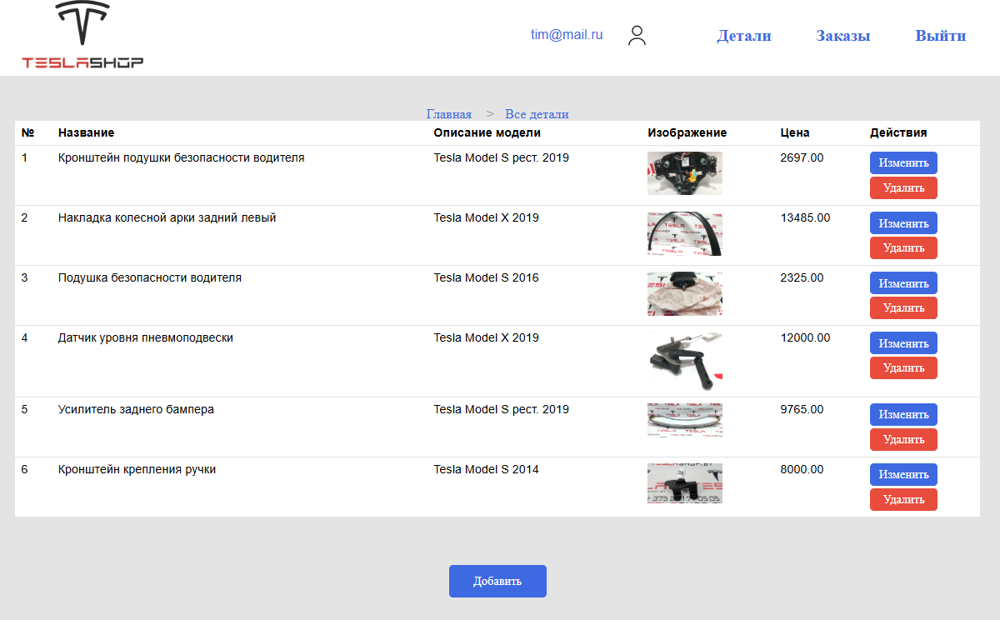 TESLASHOP
tim@mail.ru Детали Заказы Выйти
Главная > Все детали
№ Название Описание модели Изображение Цена Действия
1 Кронштейн подушки безопасности водителя Tesla Model S рест. 2019 2697.00 Изменить
Удалить
2 Накладка колесной арки задний левый Tesla Model X 2019 13485.00 Изменить
Удалить
3 Подушка безопасности водителя Tesla Model S 2016 2325.00 Изменить
Удалить
4 Датчик уровня пневмоподвески Tesla Model X 2019 12000.00 Изменить
Удалить
5 Усилитель заднего бампера Tesla Model S рест. 2019 9765.00 Изменить
Удалить
6 Кронштейн крепления ручки Tesla Model S 2014 8000.00 Изменить
Удалить
Добавить